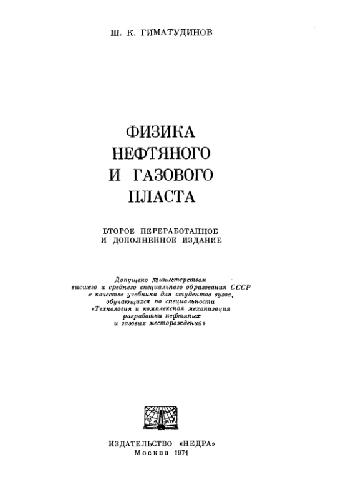 Ш. К. ГИМАТУДИНОВ
ФИЗИКА
НЕФТЯНОГО
И ГАЗОВОГО
ПЛАСТА
ВТОРОЕ ПЕРЕРАБОТАННОЕ
И ДОПОЛНЕННОЕ ИЗДАНИЕ
Допущено Министерством
высшего и среднего специального образования СССР
в качестве учебника для студентов вузов,
обучающихся по специальности
«Технология и комплексная механизация
разработки нефтяных
и газовых месторождений»
ИЗДАТЕЛЬСТВО «НЕДРА»
Москва 1971